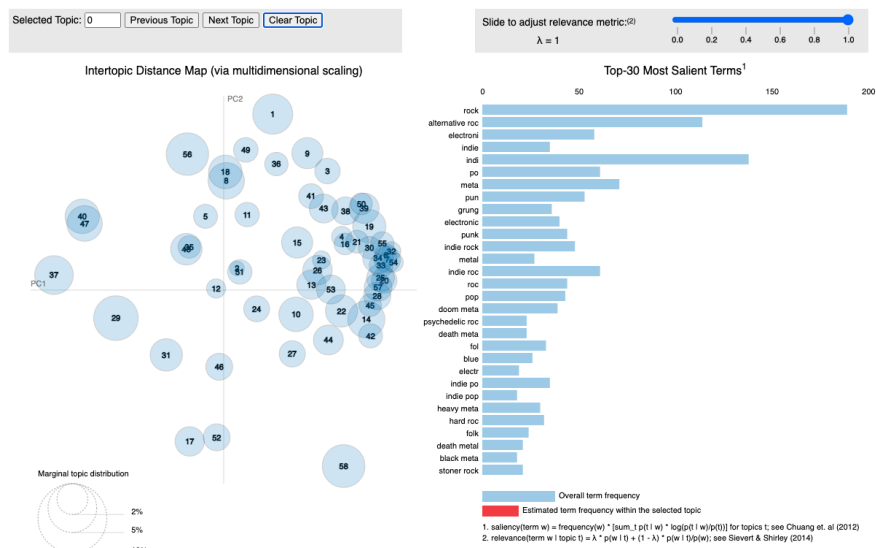 Selected Topic: 0 Previous Topic Next Topic Clear Topic
Slide to adjust relevance metric:(2)
λ = 1
0.0 0.2 0.4 0.6 0.8 1.0
Intertopic Distance Map (via multidimensional scaling)
PC2
PC1
1
56
49
9
36
3
18
8
41
43
38
50
39
40
47
5
11
19
15
4
16
21
30
55
32
34
6
54
33
23
26
2
51
37
12
13
53
57
28
20
29
24
10
22
45
14
42
44
31
27
46
17
52
58
Marginal topic distribution
2%
5%
Top-30 Most Salient Terms1
0 50 100 150 200
rock
alternative roc
electroni
indie
indi
po
meta
pun
grung
electronic
punk
indie rock
metal
indie roc
roc
pop
doom meta
psychedelic roc
death meta
fol
blue
electr
indie po
indie pop
heavy meta
hard roc
folk
death metal
black meta
stoner rock
Overall term frequency
Estimated term frequency within the selected topic
1. saliency(term w) = frequency(w) * [sum_t p(t | w) * log(p(t | w)/p(t))] for topics t; see Chuang et. al (2012)
2. relevance(term w | topic t) = λ * p(w | t) + (1 - λ) * p(w | t)/p(w); see Sievert & Shirley (2014)